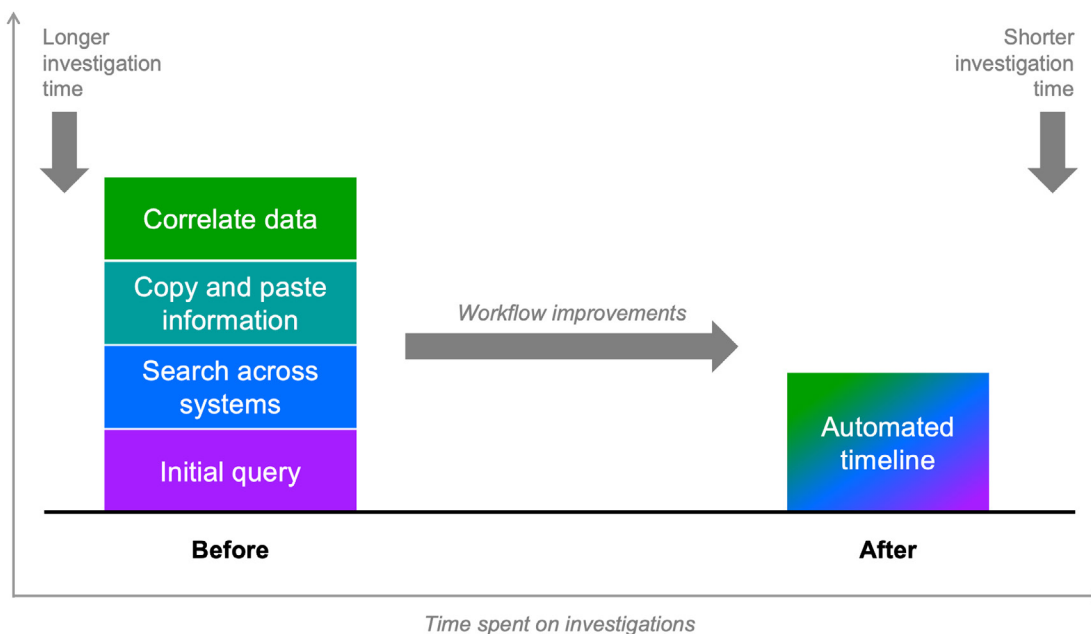 Longer
investigation
time
Shorter
investigation
time
Correlate data
Copy and paste
information
Search across
systems
Initial query
Workflow improvements
Automated
timeline
Before
After
Time spent on investigations